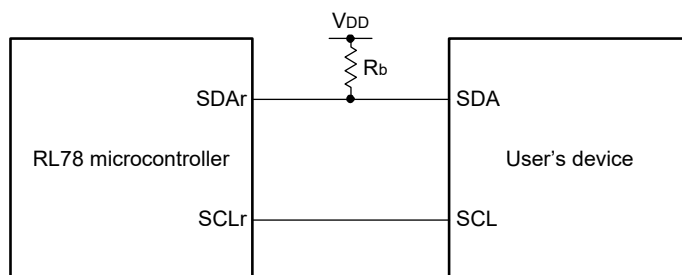 VDD
Rb
SDAr SDA
RL78 microcontroller User's device
SCLr SCL